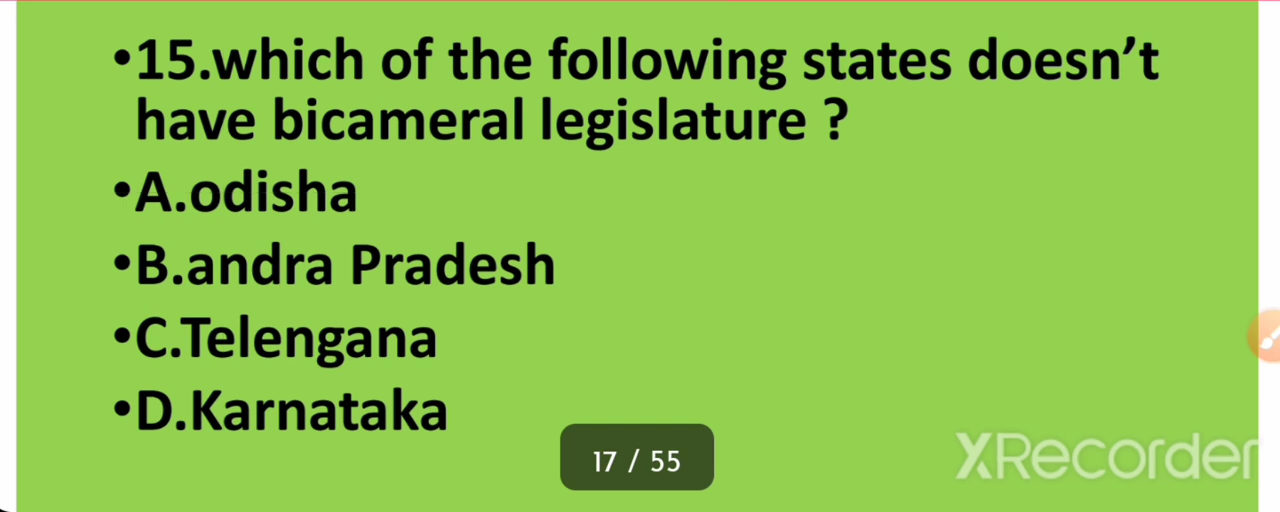 •15.which of the following states doesn’t
have bicameral legislature ?
•A.odisha
•B.andra Pradesh
•C.Telengana
•D.Karnataka
17 / 55
XRecorder